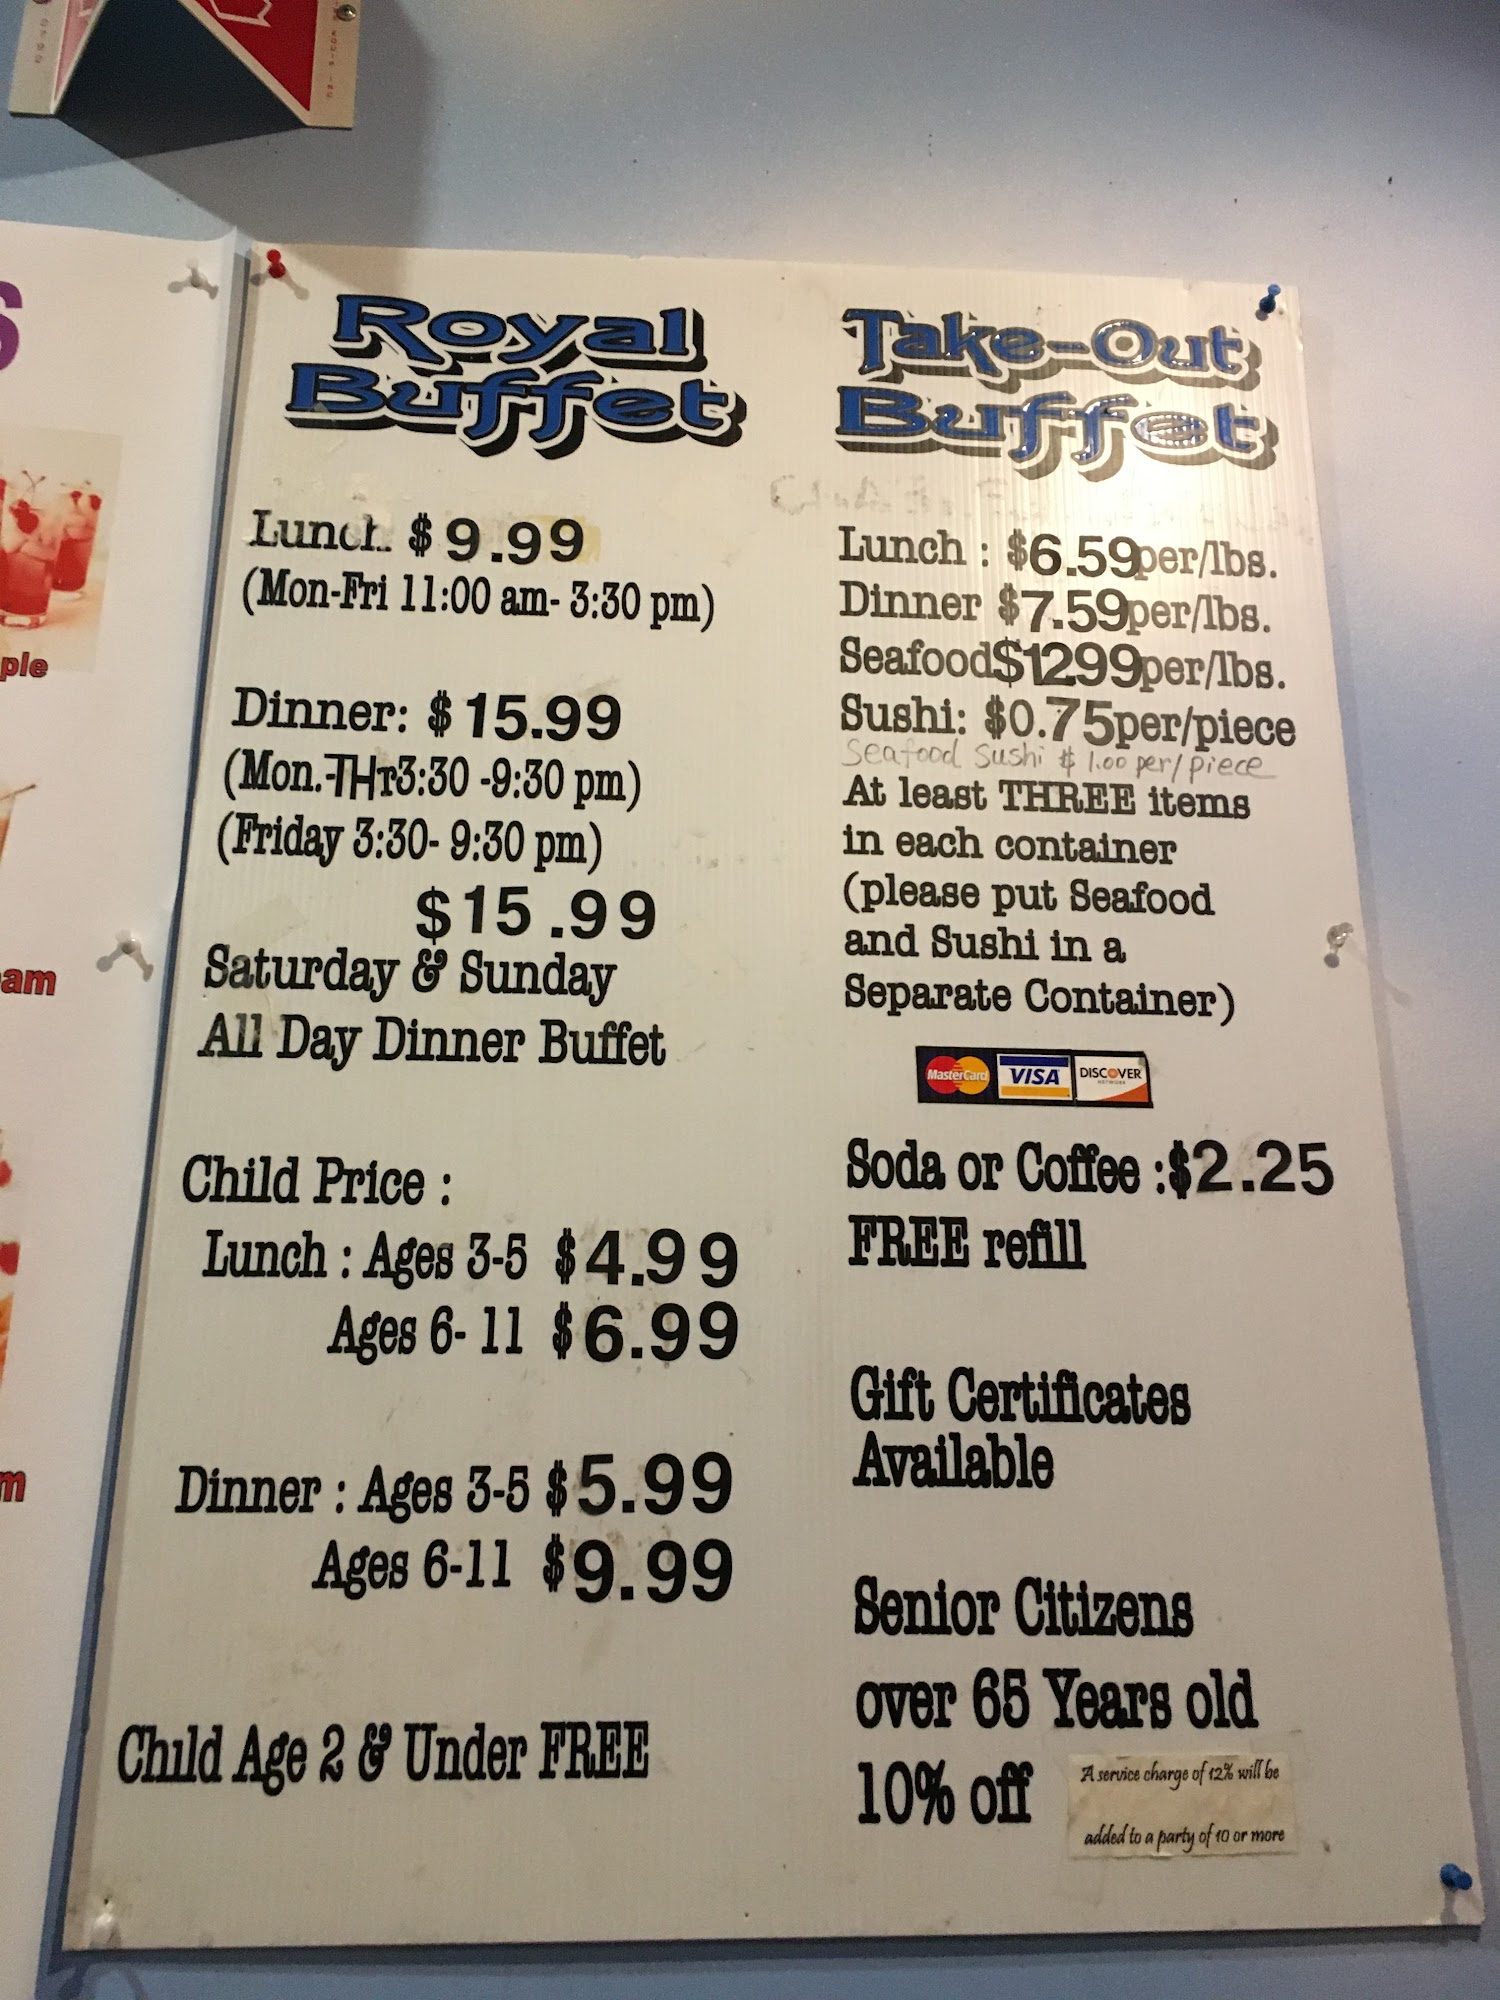 Royal
Buffet
Lunch $9.99
(Mon-Fri 11:00 am- 3:30 pm)
Dinner: $15.99
(Mon.-THr3:30 -9:30 pm)
(Friday 3:30- 9:30 pm)
$15.99
Saturday & Sunday
All Day Dinner Buffet
Child Price :
Lunch : Ages 3-5 $4.99
Ages 6- 11 $6.99
Dinner : Ages 3-5 $5.99
Ages 6-11 $9.99
Child Age 2 & Under FREE
Take-Out
Buffet
Lunch : $6.59per/lbs.
Dinner $7.59per/lbs.
Seafood$1299per/lbs.
Sushi: $0.75per/piece
Seafood Sushi $1.00 per/piece
At least THREE items
in each container
(please put Seafood
and Sushi in a
Separate Container)
MasterCard VISA DISCOVER
NETWORK
Soda or Coffee :$2.25
FREE refill
Gift Certificates
Available
Senior Citizens
over 65 Years old
10% off
A service charge of 12% will be
added to a party of 10 or more
ple
am
m